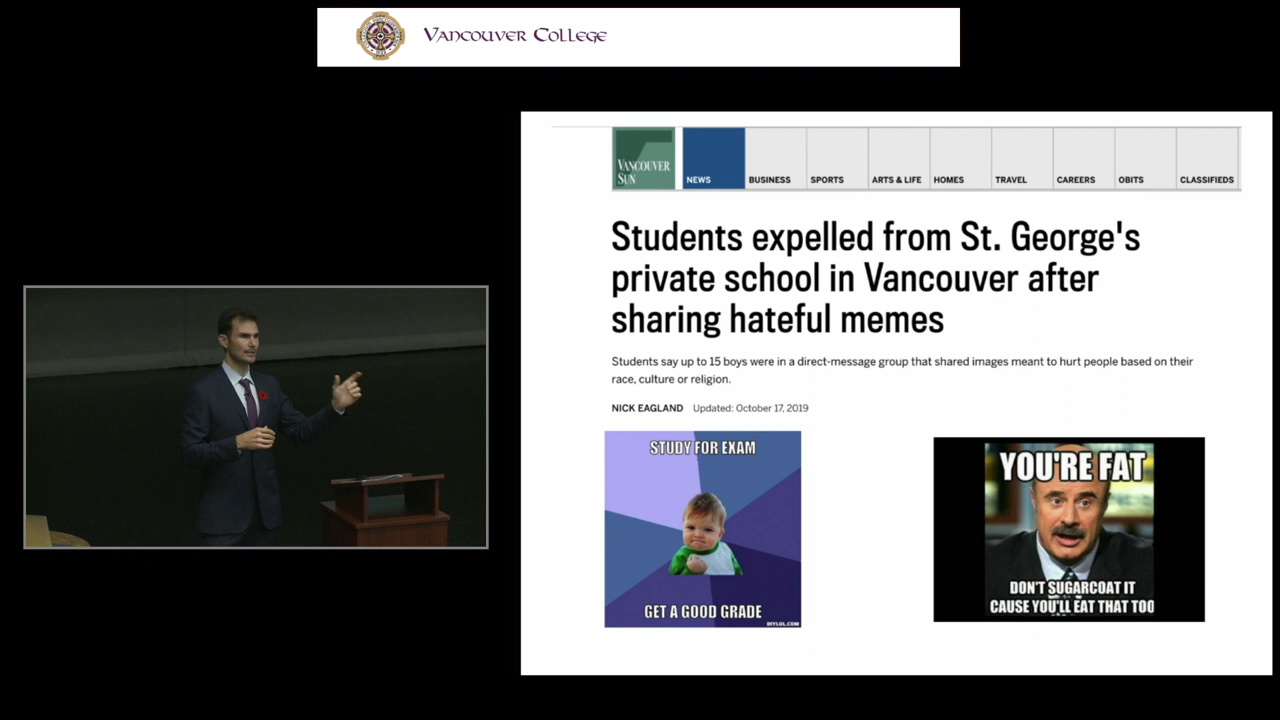 VANCOUVER COLLEGE
VANCOUVER
SUN
NEWS
BUSINESS
SPORTS
ARTS & LIFE
HOMES
TRAVEL
CAREERS
OBITS
CLASSIFIEDS
Students expelled from St. George's
private school in Vancouver after
sharing hateful memes
Students say up to 15 boys were in a direct-message group that shared images meant to hurt people based on their
race, culture or religion.
NICK EAGLAND Updated: October 17, 2019
STUDY FOR EXAM
GET A GOOD GRADE
DIYLOL.COM
YOU'RE FAT
DON'T SUGARCOAT IT
CAUSE YOU'LL EAT THAT TOO